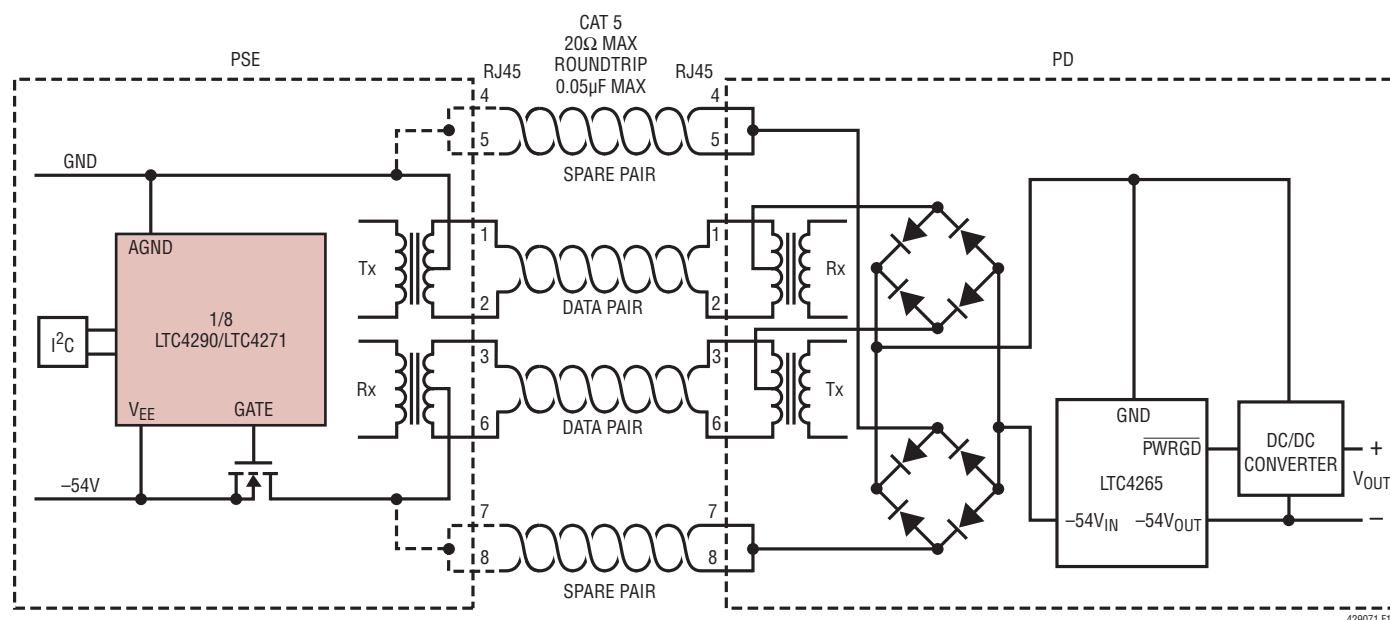 CAT 5
20Ω MAX
ROUNDTRIP
0.05µF MAX
PSE
PD
RJ45
RJ45
4
5
4
5
SPARE PAIR
GND
AGND
1/8
LTC4290/LTC4271
I²C
VEE
GATE
–54V
Tx
1
2
1
2
Rx
DATA PAIR
Rx
3
6
3
6
Tx
DATA PAIR
7
8
7
8
SPARE PAIR
GND
PWRGD
LTC4265
–54VIN
–54VOUT
DC/DC
CONVERTER
+
VOUT
–
429071 F1